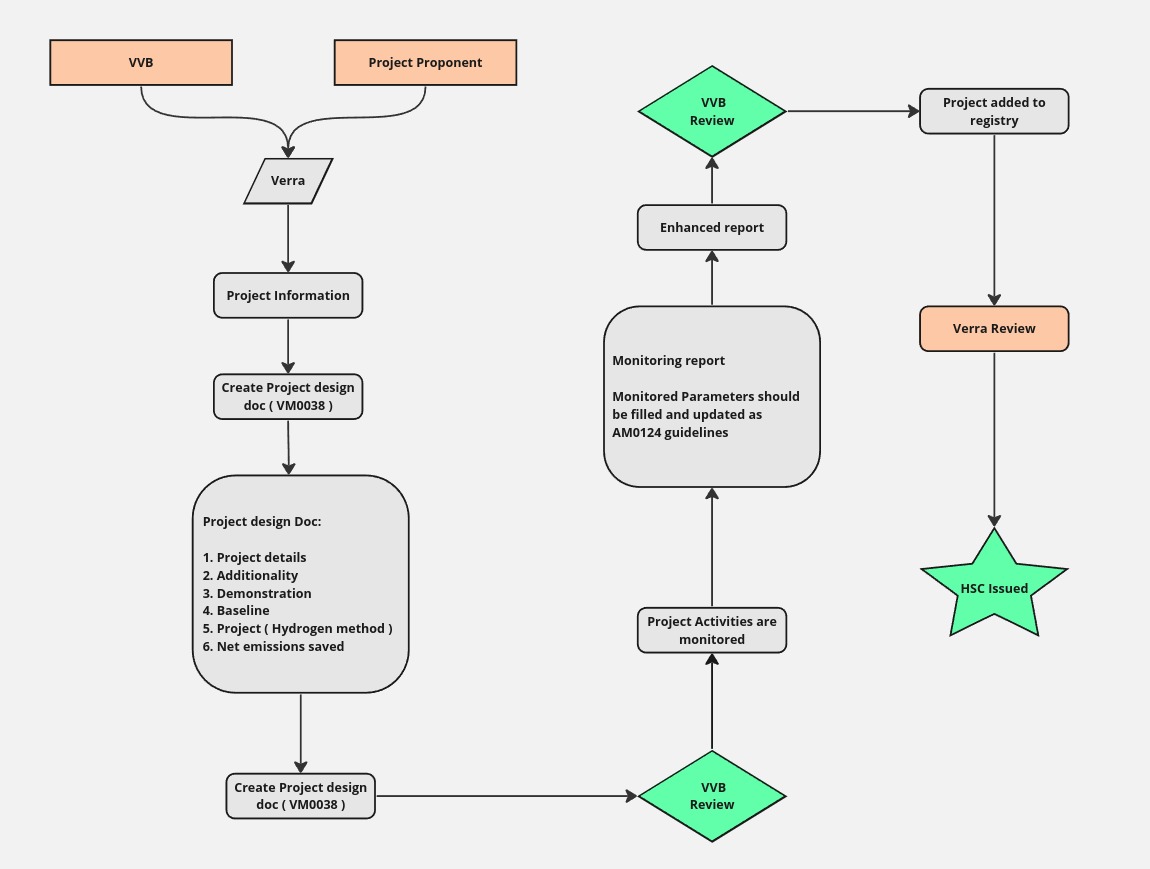 VVB
Project Proponent
Verra
Project Information
Create Project design
doc ( VM0038 )
Project design Doc:
1. Project details
2. Additionality
3. Demonstration
4. Baseline
5. Project ( Hydrogen method )
6. Net emissions saved
Create Project design
doc ( VM0038 )
VVB
Review
Project Activities are
monitored
Monitoring report
Monitored Parameters should
be filled and updated as
AM0124 guidelines
Enhanced report
VVB
Review
Project added to
registry
Verra Review
HSC Issued